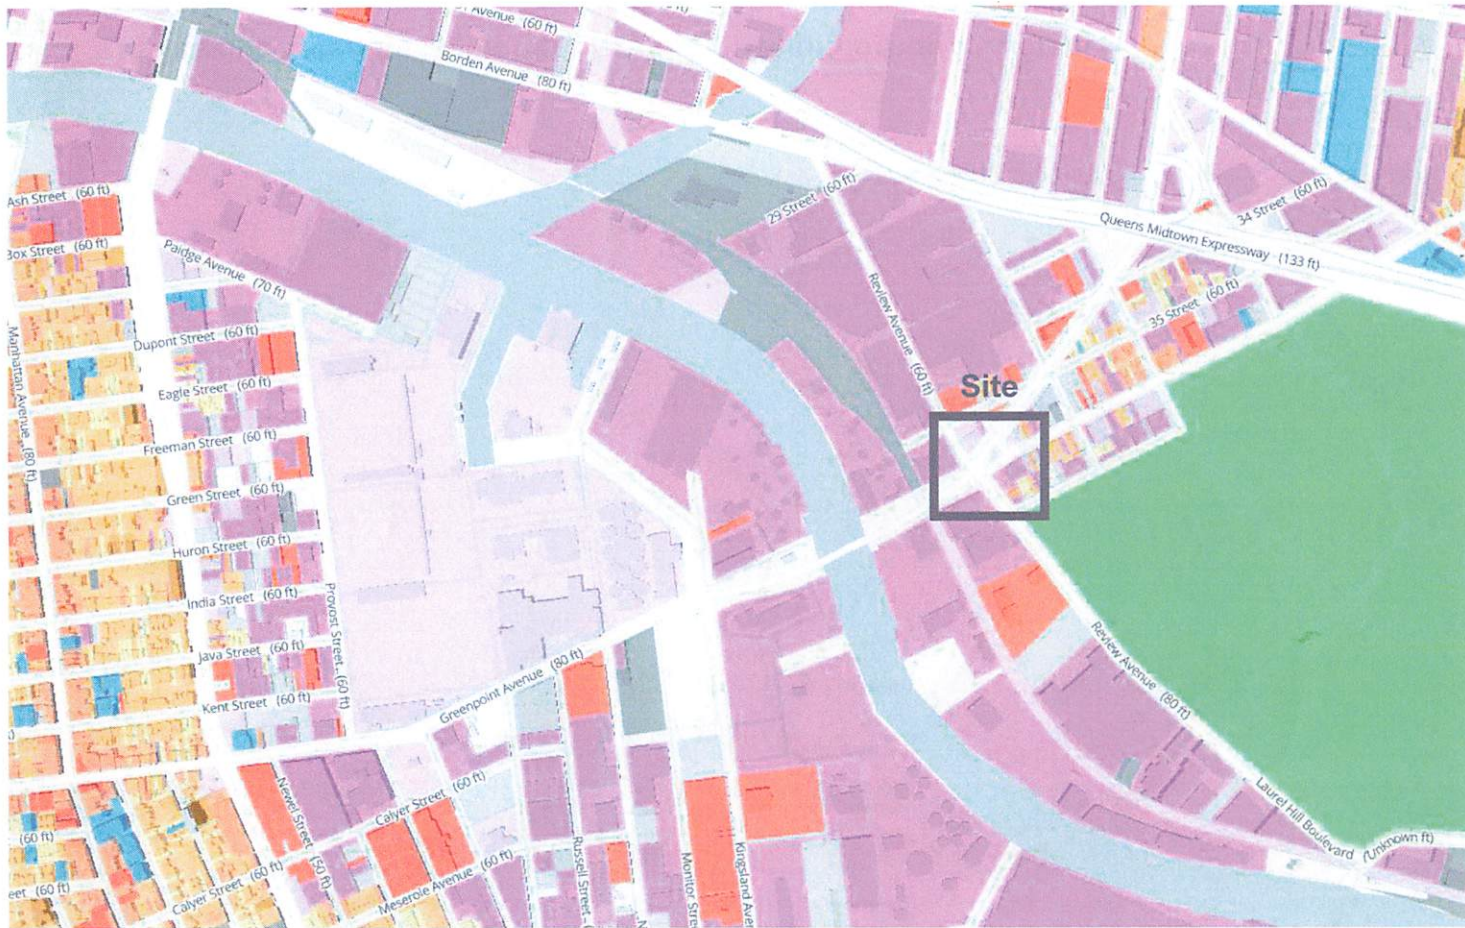 Avenue (60 ft)
Borden Avenue (80 ft)
Ash Street (60 ft)
29 Street (60 ft)
34 Street (60 ft)
Queens Midtown Expressway (133 ft)
Box Street (60 ft)
Paidge Avenue (70 ft)
Review Avenue (60 ft)
35 Street (60 ft)
Manhattan Avenue (80 ft)
Dupont Street (60 ft)
Site
Eagle Street (60 ft)
Freeman Street (60 ft)
Green Street (60 ft)
Huron Street (60 ft)
India Street (60 ft)
Provost Street (60 ft)
Java Street (60 ft)
Kent Street (60 ft)
Greenpoint Avenue (80 ft)
Review Avenue (80 ft)
Newel Street (50 ft)
Calyer Street (60 ft)
Laurel Hill Boulevard (Unknown ft)
(60 ft)
Russell Street
Monitor Stree
Kingsland Aven
eet (60 ft)
Calyer Street (60 ft)
Meserole Avenue (60 ft)